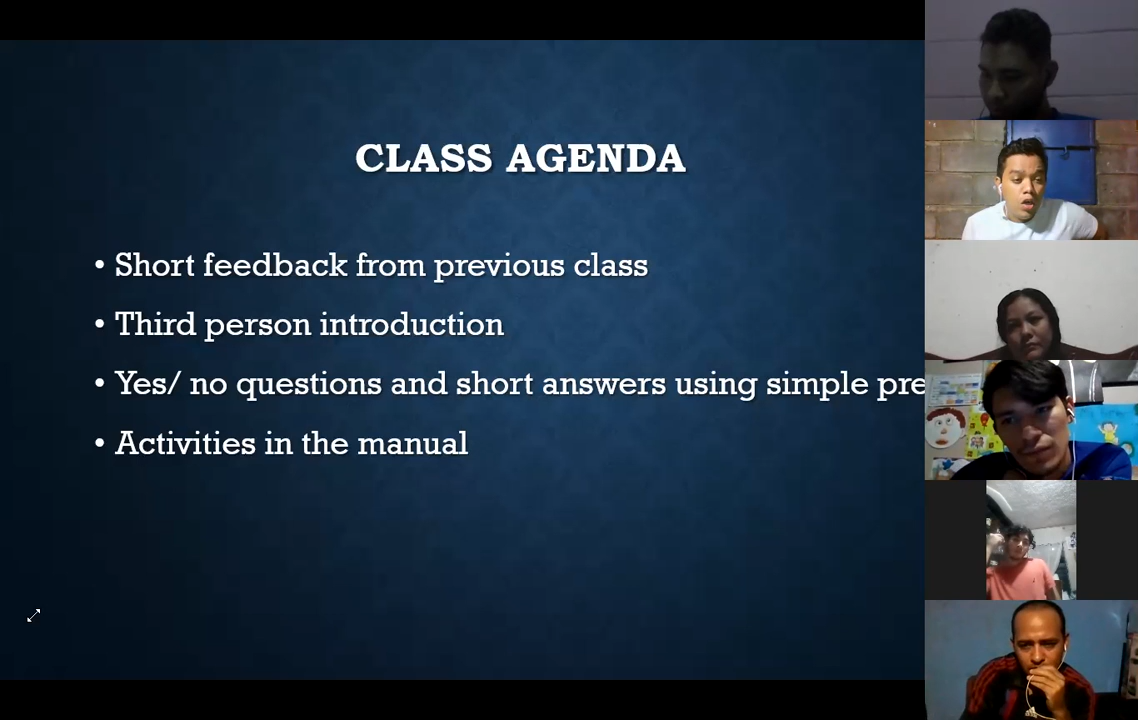 CLASS AGENDA
• Short feedback from previous class
• Third person introduction
• Yes/ no questions and short answers using simple pre
• Activities in the manual